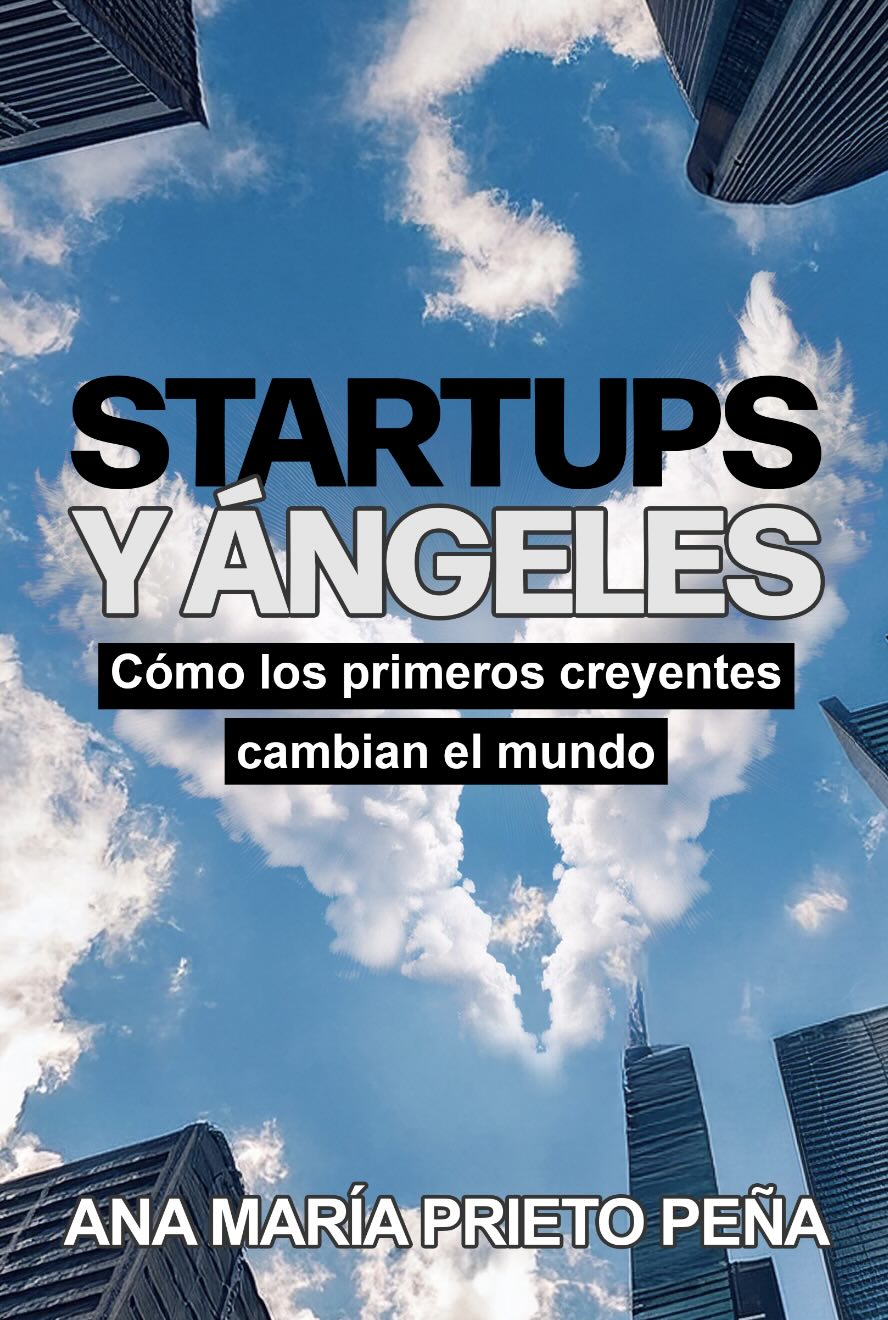 STARTUPS
Y ÁNGELES
Cómo los primeros creyentes
cambian el mundo
ANA MARÍA PRIETO PEÑA